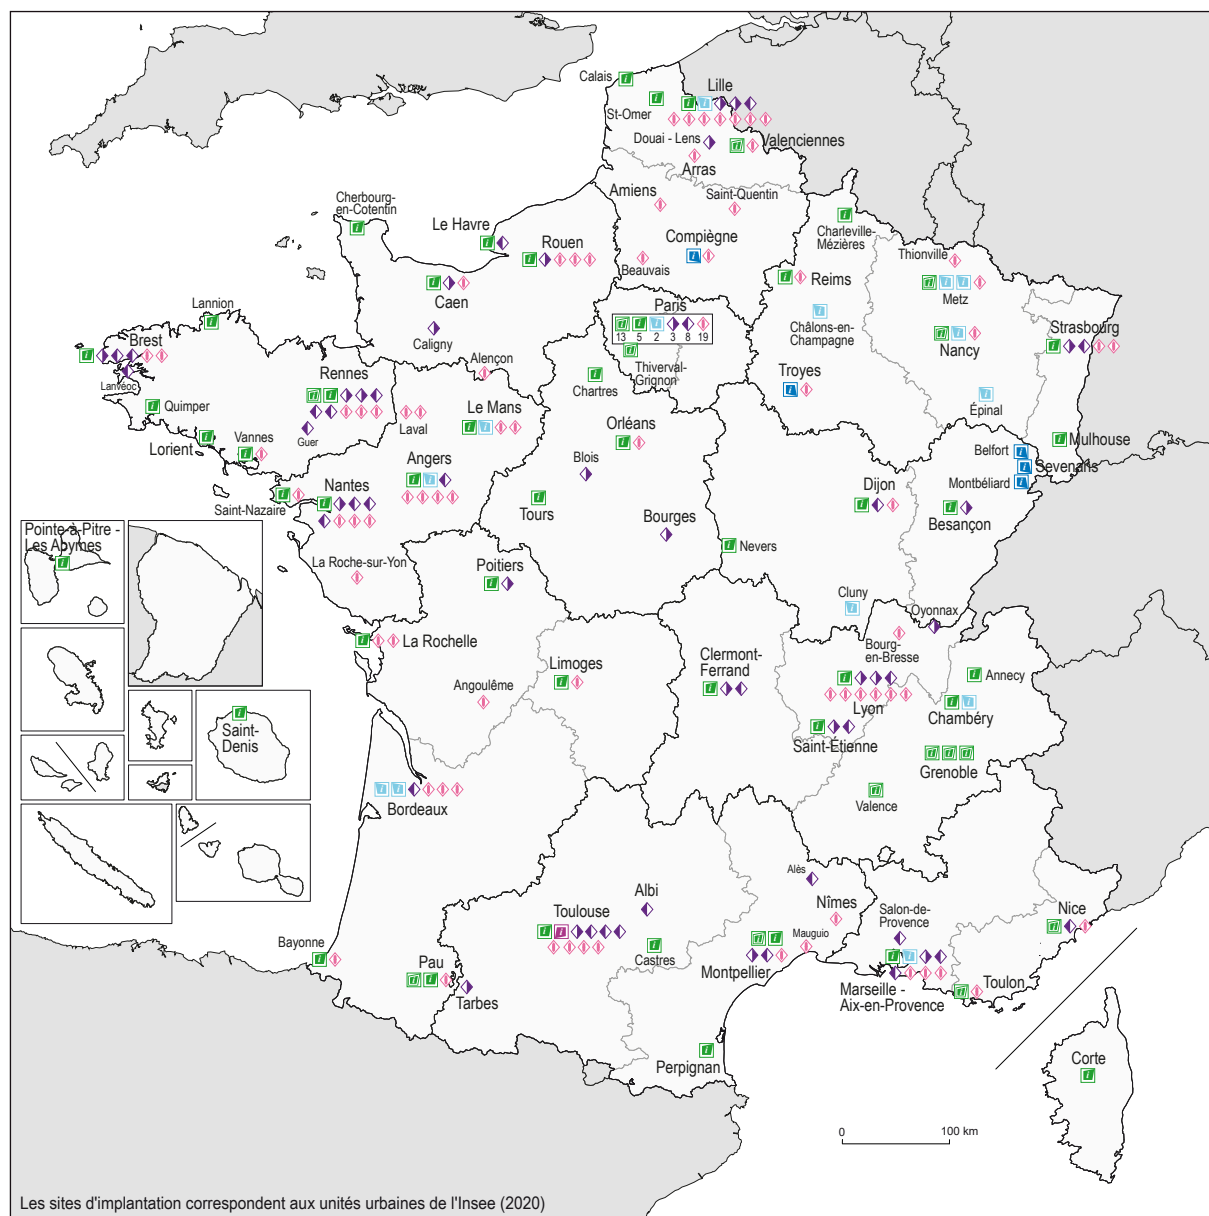 Calais
Lille
St-Omer
Douai - Lens
Valenciennes
Arras
Amiens
Saint-Quentin
Cherbourg-
en-Cotentin
Le Havre
Rouen
Compiègne
Beauvais
Charleville-
Mézières
Thionville
Reims
Metz
Caen
Caligny
Lannion
Paris
13 5 2 3 8 19
Thiverval-
Grignon
Châlons-en-
Champagne
Nancy
Strasbourg
Brest
Lanvéoc
Alençon
Rennes
Chartres
Troyes
Épinal
Quimper
Guer
Laval
Le Mans
Orléans
Mulhouse
Lorient
Vannes
Belfort
Sevenans
Montbéliard
Blois
Angers
Nantes
Saint-Nazaire
Tours
Dijon
Besançon
Bourges
Nevers
Pointe-à-Pitre -
Les Abymes
La Roche-sur-Yon
Poitiers
Cluny
Oyonnax
Bourg-
en-Bresse
La Rochelle
Limoges
Clermont-
Ferrand
Annecy
Angoulême
Lyon
Chambéry
Saint-
Denis
Saint-Étienne
Grenoble
Bordeaux
Valence
Alès
Albi
Nîmes
Toulouse
Salon-de-
Provence
Nice
Mauguio
Bayonne
Castres
Montpellier
Pau
Tarbes
Marseille -
Aix-en-Provence
Toulon
Perpignan
Corte
0 100 km
Les sites d'implantation correspondent aux unités urbaines de l'Insee (2020)